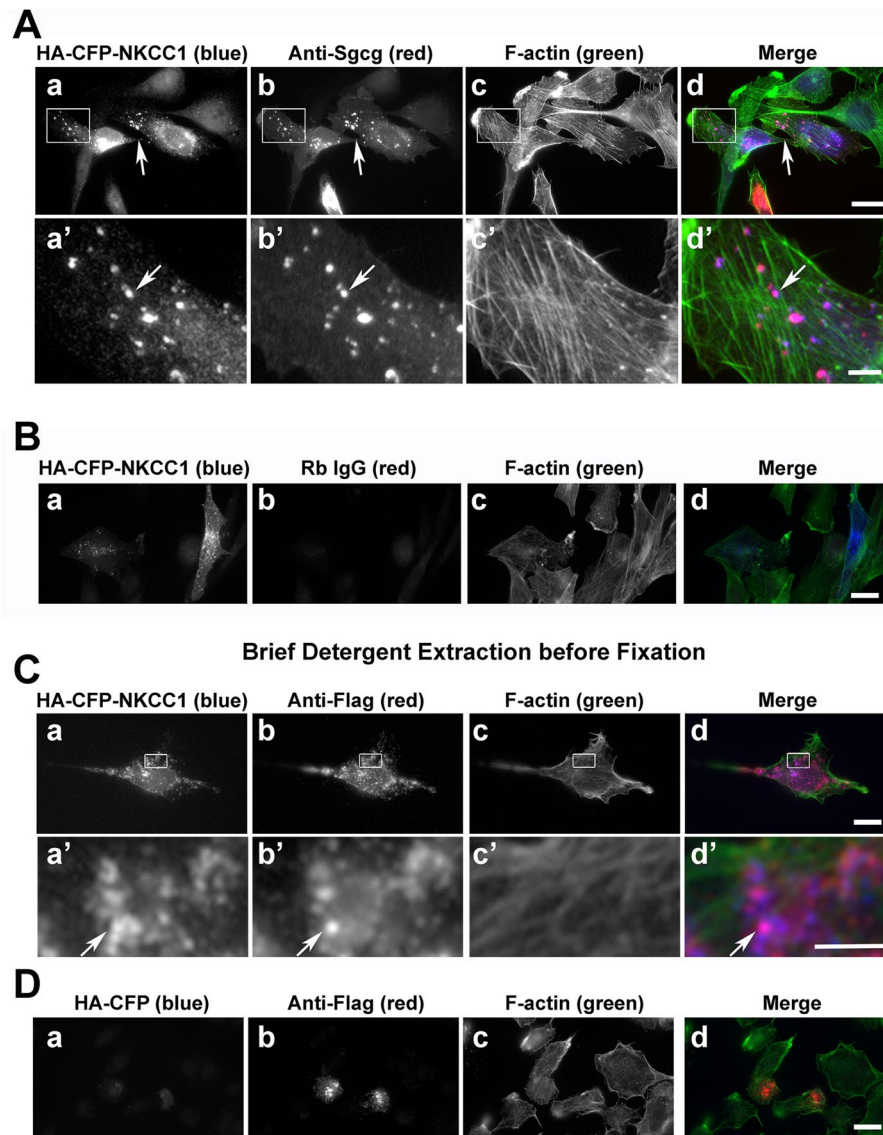 A
HA-CFP-NKCC1 (blue) Anti-Sgcg (red) F-actin (green) Merge
a b c d
a' b' c' d'
B
HA-CFP-NKCC1 (blue) Rb IgG (red) F-actin (green) Merge
a b c d
Brief Detergent Extraction before Fixation
C
HA-CFP-NKCC1 (blue) Anti-Flag (red) F-actin (green) Merge
a b c d
a' b' c' d'
D
HA-CFP (blue) Anti-Flag (red) F-actin (green) Merge
a b c d